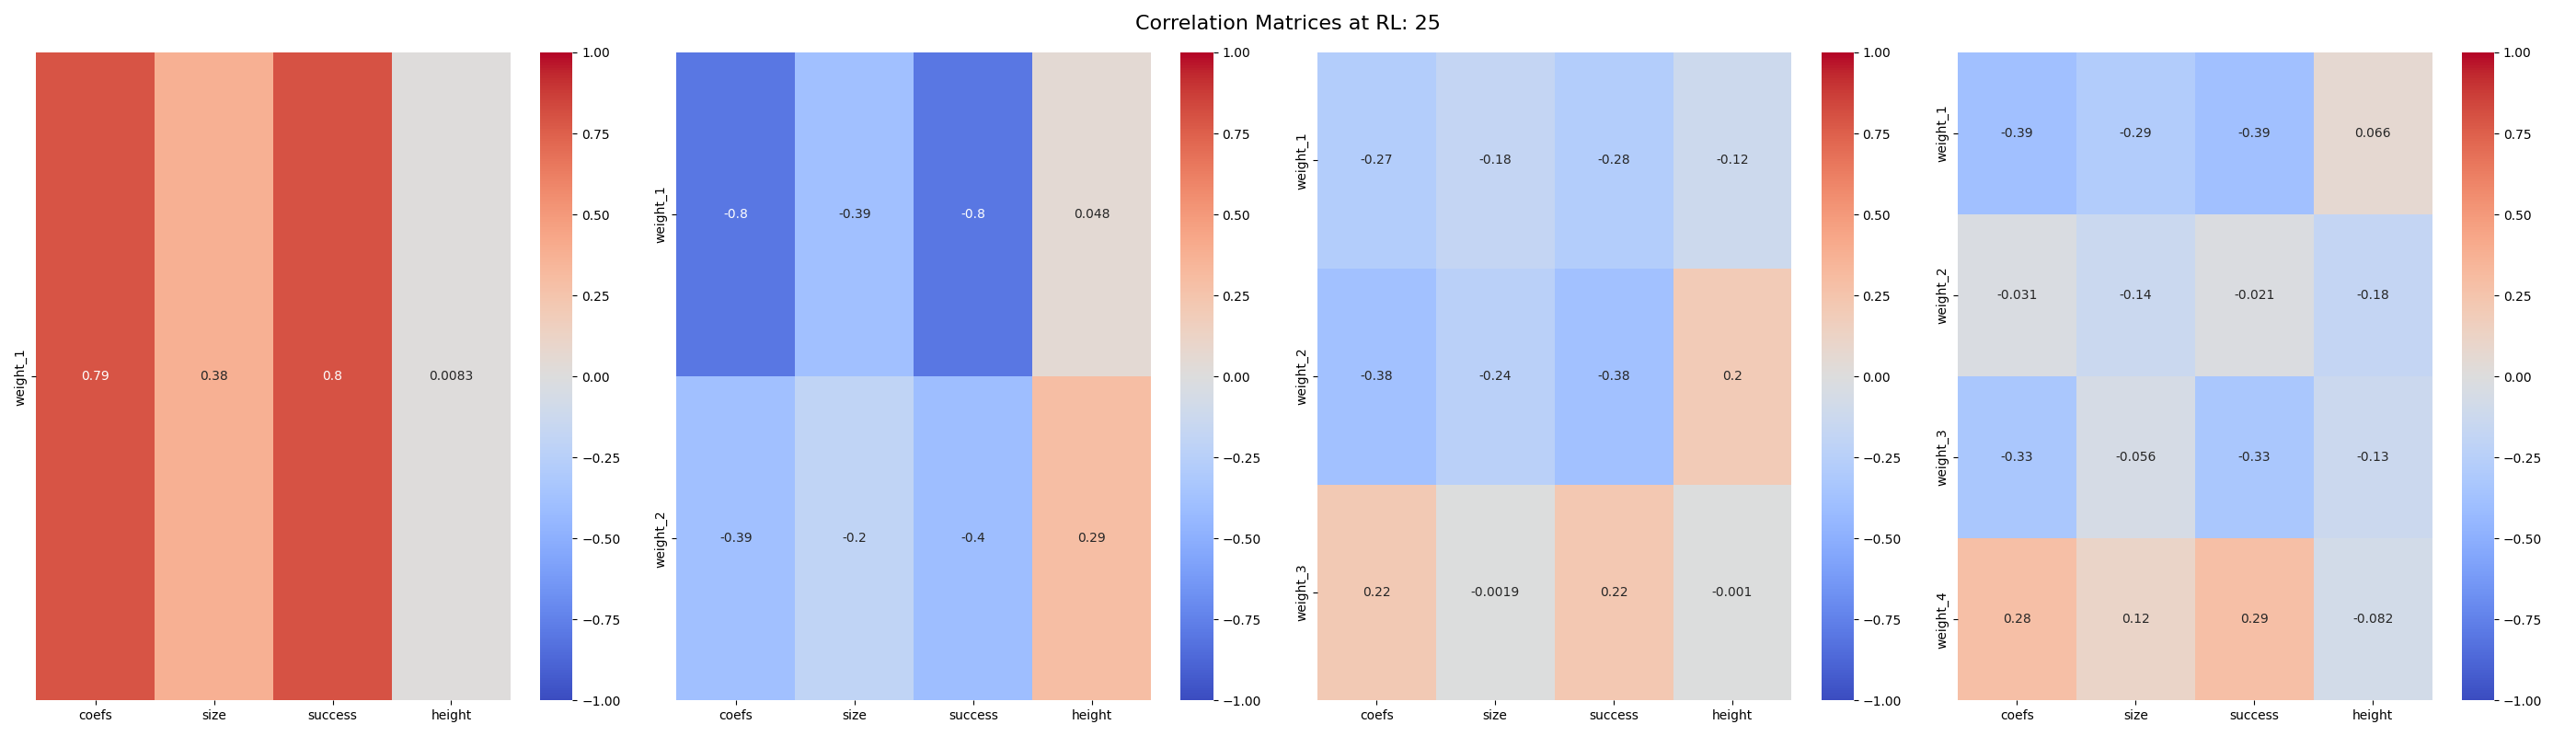 Correlation Matrices at RL: 25
weight_1
0.79 0.38 0.8 0.0083
coefs size success height
1.00
0.75
0.50
0.25
0.00
−0.25
−0.50
−0.75
−1.00
weight_1
-0.8 -0.39 -0.8 0.048
weight_2
-0.39 -0.2 -0.4 0.29
coefs size success height
1.00
0.75
0.50
0.25
0.00
−0.25
−0.50
−0.75
−1.00
weight_1
-0.27 -0.18 -0.28 -0.12
weight_2
-0.38 -0.24 -0.38 0.2
weight_3
0.22 -0.0019 0.22 -0.001
coefs size success height
1.00
0.75
0.50
0.25
0.00
−0.25
−0.50
−0.75
−1.00
weight_1
-0.39 -0.29 -0.39 0.066
weight_2
-0.031 -0.14 -0.021 -0.18
weight_3
-0.33 -0.056 -0.33 -0.13
weight_4
0.28 0.12 0.29 -0.082
coefs size success height
1.00
0.75
0.50
0.25
0.00
−0.25
−0.50
−0.75
−1.00